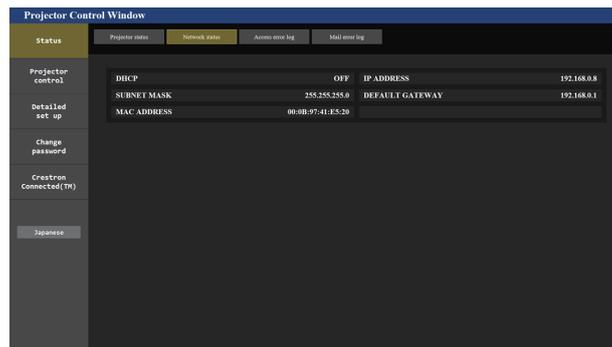 Projector Control Window
Status
Projector status Network status Access error log Mail error log
Projector
control
DHCP OFF IP ADDRESS 192.168.0.8
SUBNET MASK 255.255.255.0 DEFAULT GATEWAY 192.168.0.1
MAC ADDRESS 00:0B:97:41:E5:20
Detailed
set up
Change
password
Crestron
Connected(TM)
Japanese